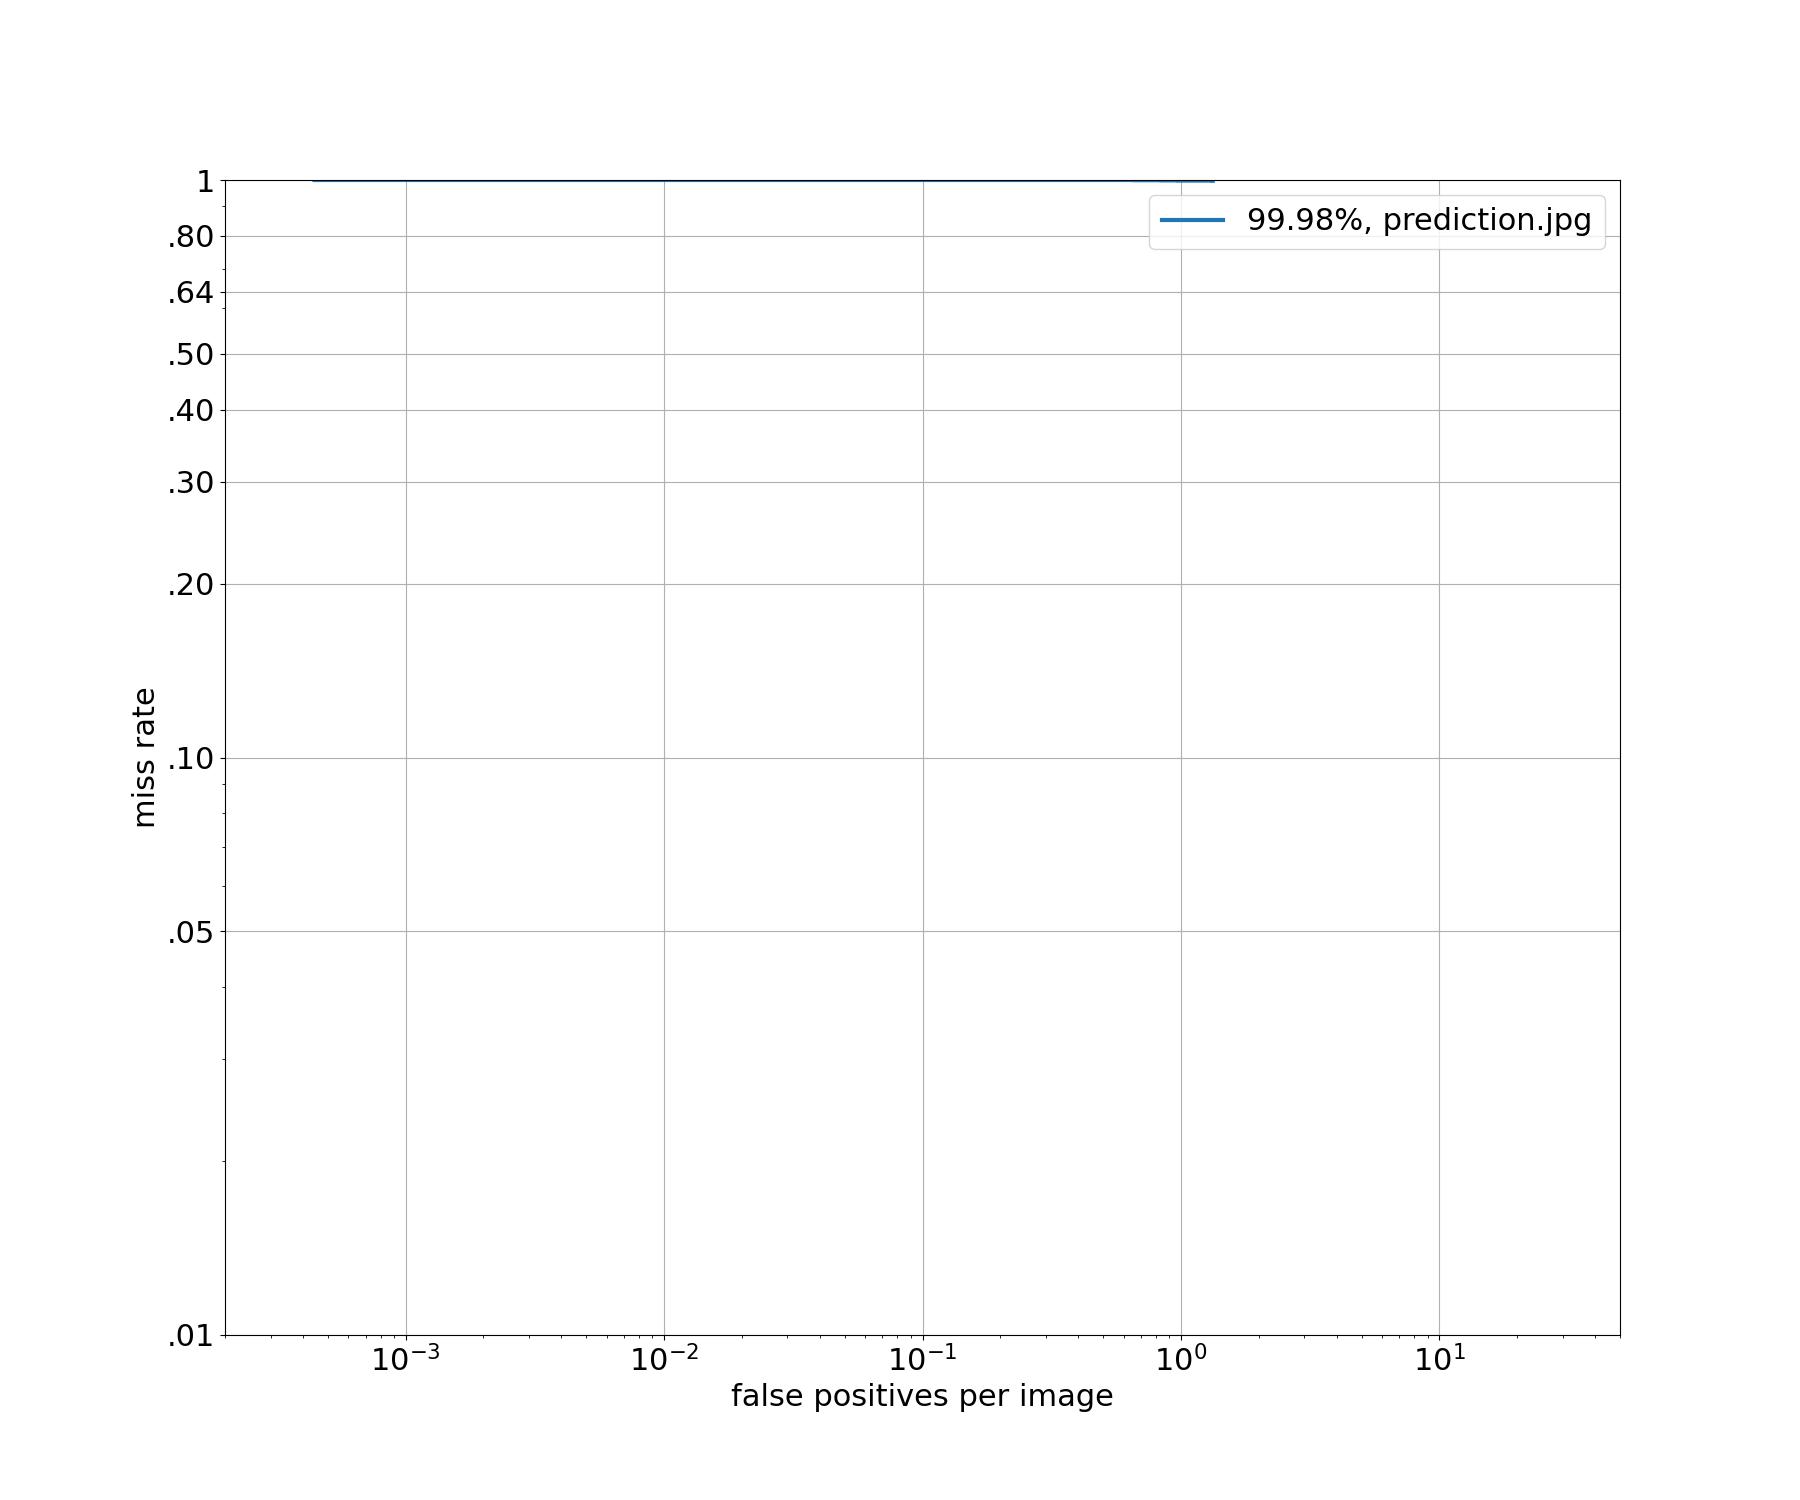 1
.80
.64
.50
.40
.30
.20
.10
.05
.01
miss rate
99.98%, prediction.jpg
10⁻³ 10⁻² 10⁻¹ 10⁰ 10¹
false positives per image